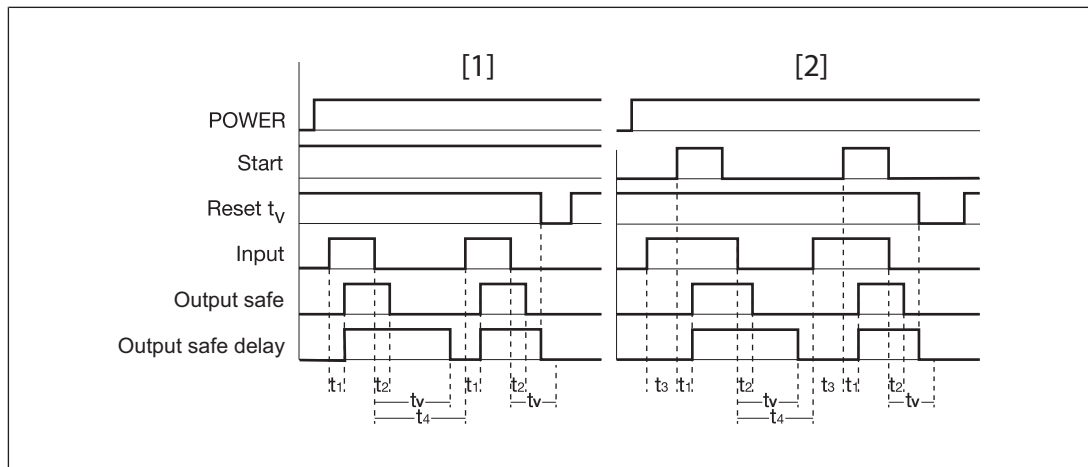 [1] [2]
POWER
Start
Reset tv
Input
Output safe
Output safe delay
t1 t2 t1 t2 t3 t1 t2 t3 t1 t2
tv tv tv tv
t4 t4